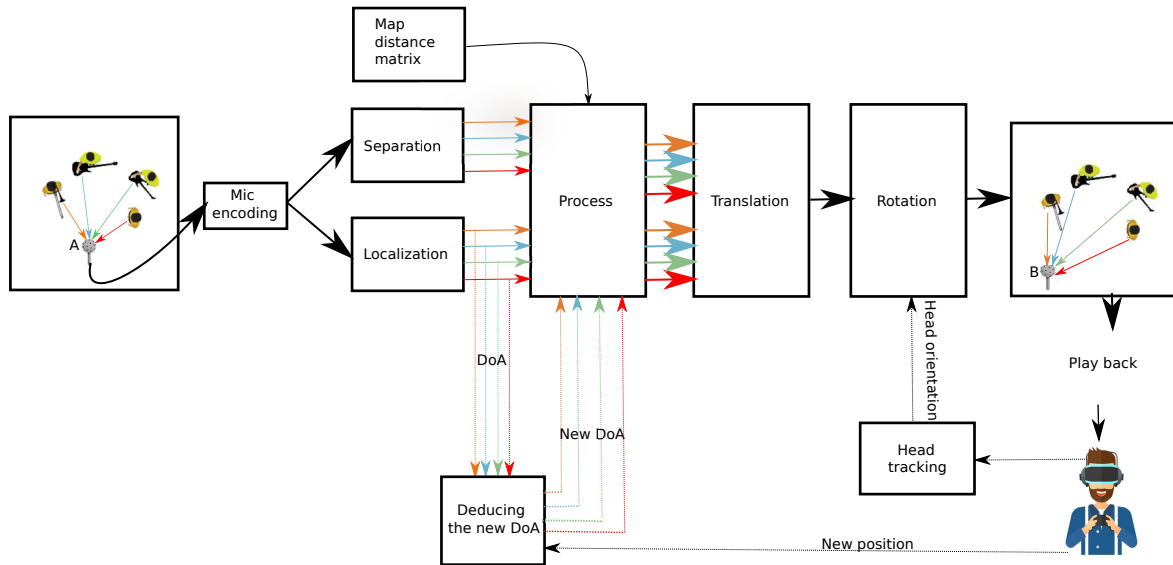 Map
distance
matrix
Separation
Process
Translation
Rotation
Mic
encoding
A
Localization
B
DoA
New DoA
Head orientation
Play back
Head
tracking
Deducing
the new DoA
New position